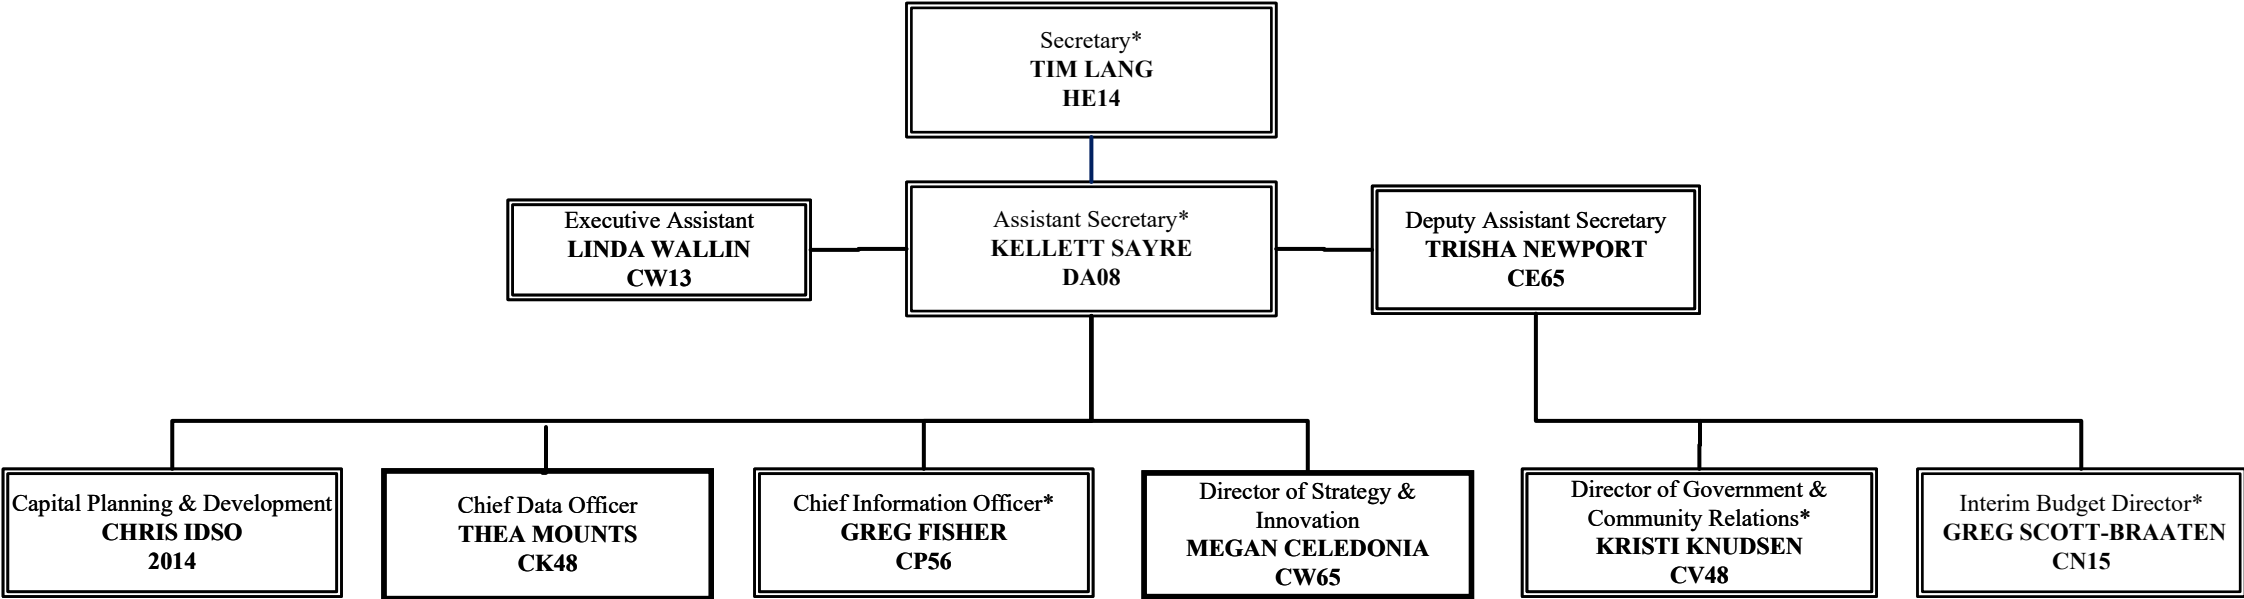 Secretary*
TIM LANG
HE14
Executive Assistant
LINDA WALLIN
CW13
Assistant Secretary*
KELLETT SAYRE
DA08
Deputy Assistant Secretary
TRISHA NEWPORT
CE65
Capital Planning & Development
CHRIS IDSO
2014
Chief Data Officer
THEA MOUNTS
CK48
Chief Information Officer*
GREG FISHER
CP56
Director of Strategy &
Innovation
MEGAN CELEDONIA
CW65
Director of Government &
Community Relations*
KRISTI KNUDSEN
CV48
Interim Budget Director*
GREG SCOTT-BRAATEN
CN15